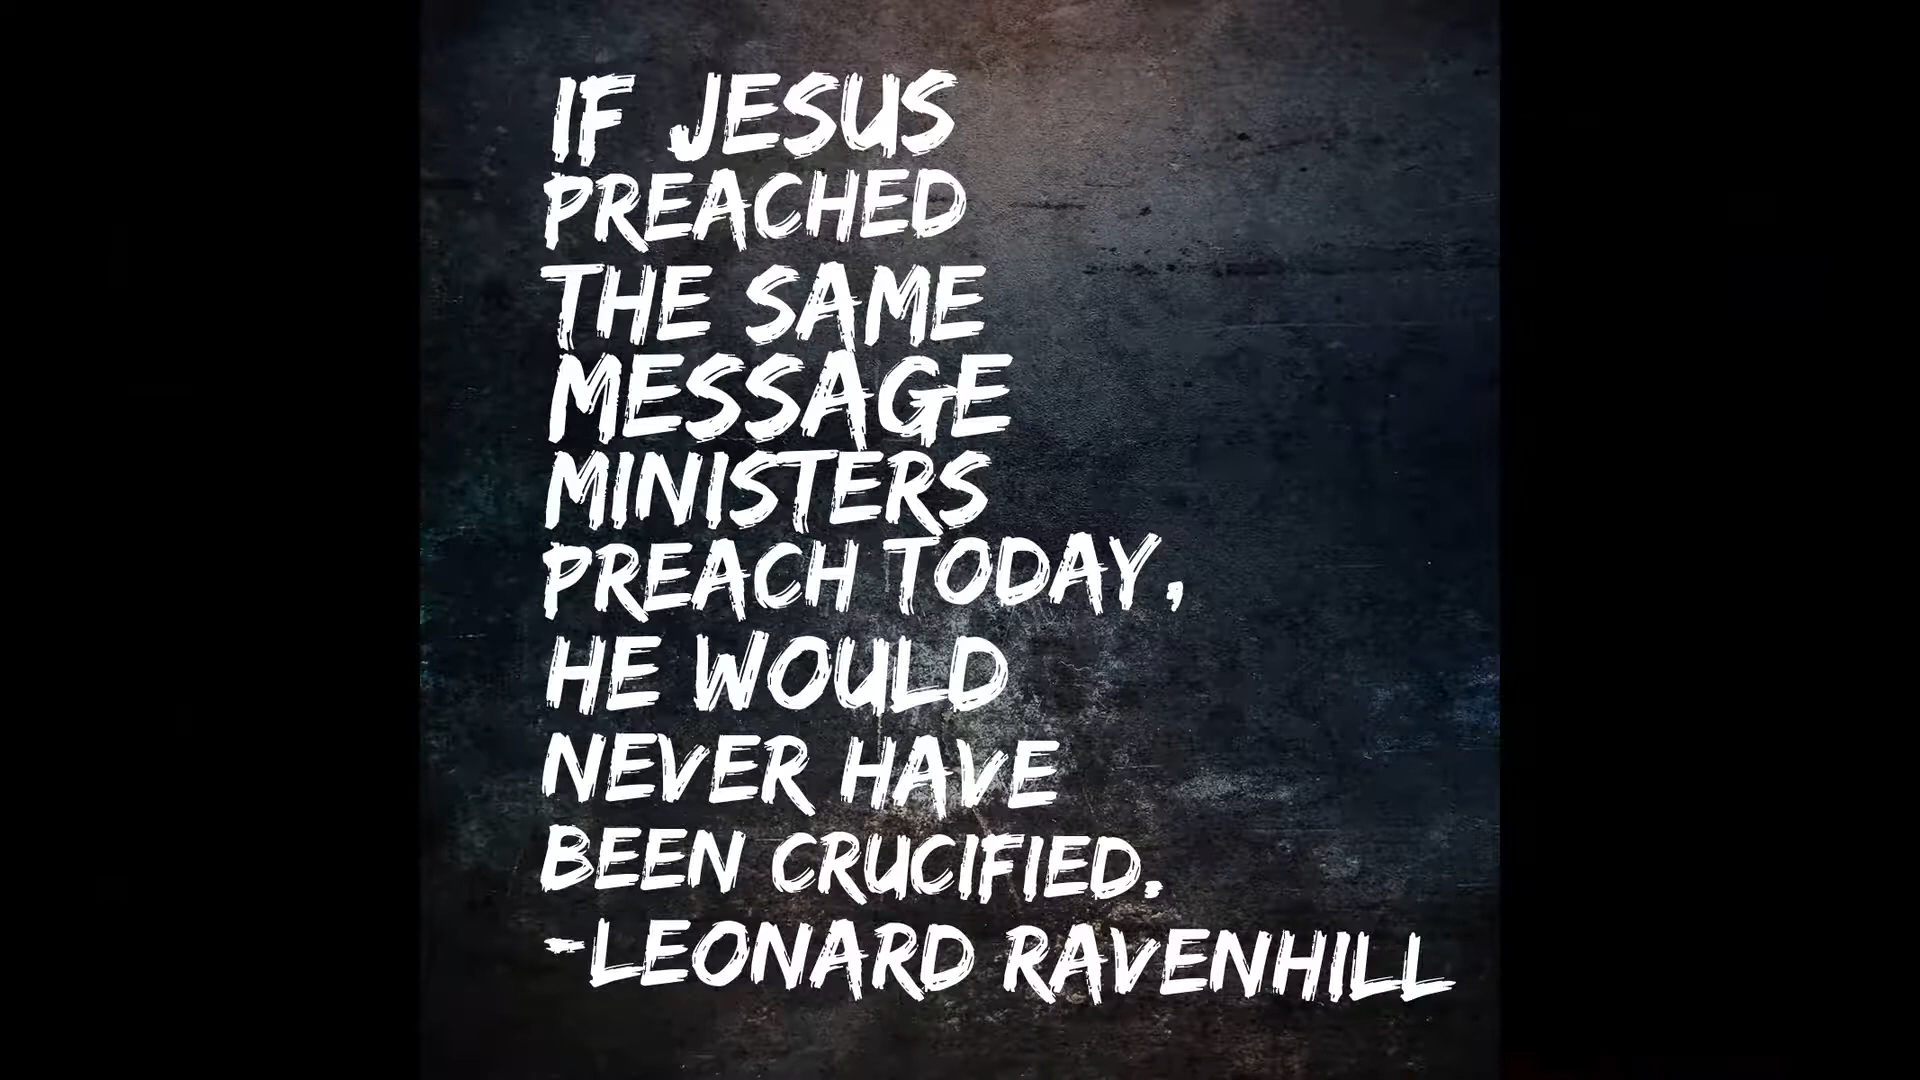 IF JESUS
PREACHED
THE SAME
MESSAGE
MINISTERS
PREACH TODAY,
HE WOULD
NEVER HAVE
BEEN CRUCIFIED.
-LEONARD RAVENHILL